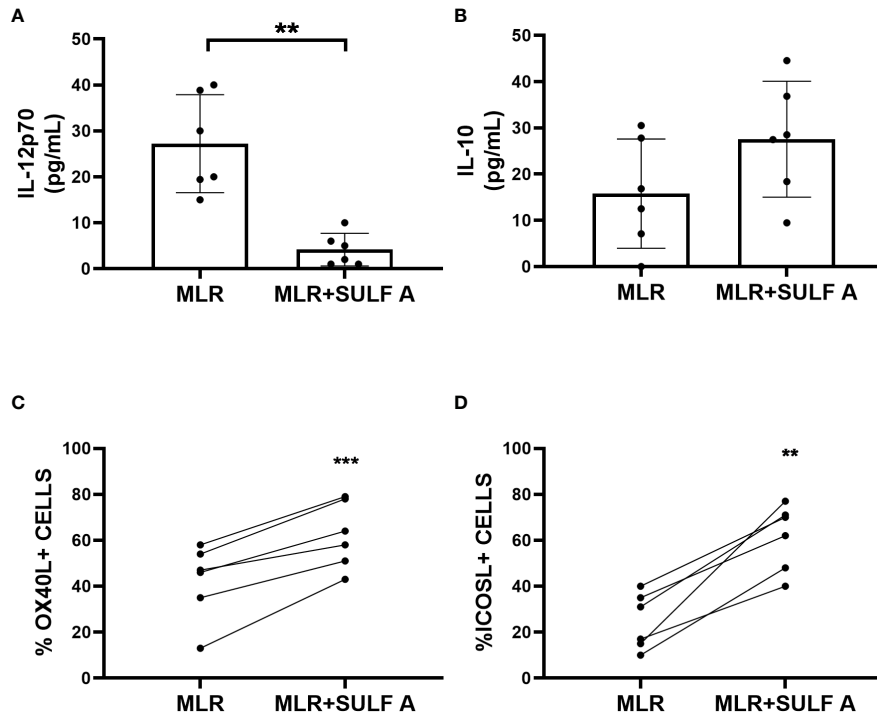 A
IL-12p70
(pg/mL)
50
40
30
20
10
0
**
MLR
MLR+SULF A
B
IL-10
(pg/mL)
50
40
30
20
10
0
MLR
MLR+SULF A
C
% OX40L+ CELLS
100
80
60
40
20
0
***
MLR
MLR+SULF A
D
%ICOSL+ CELLS
100
80
60
40
20
0
**
MLR
MLR+SULF A